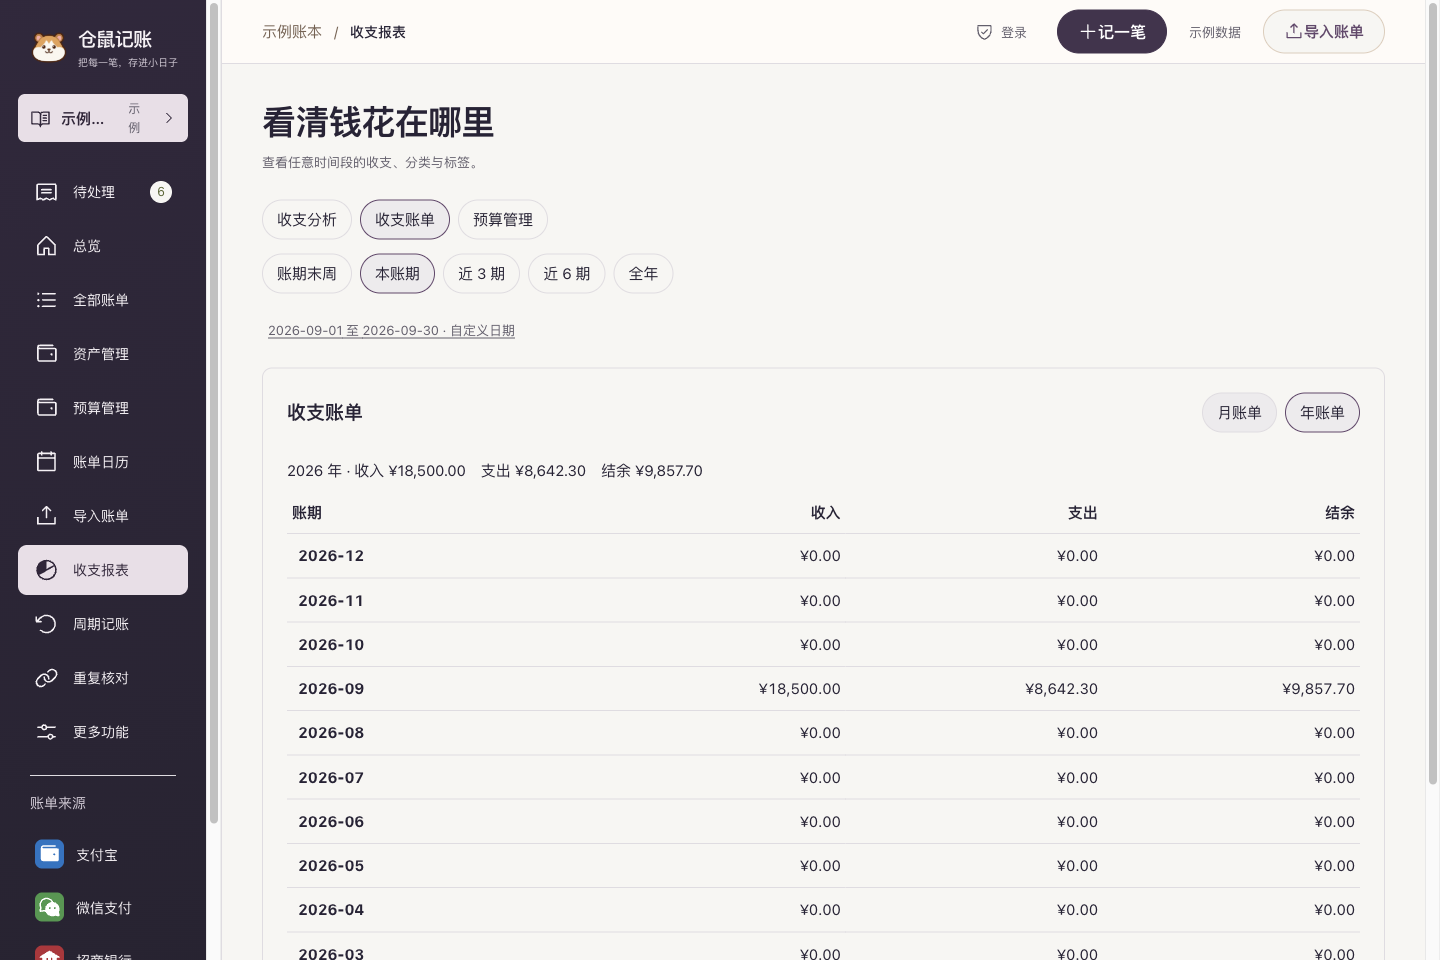 仓鼠记账
把每一笔，存进小日子
示例...
示例
待处理
6
总览
全部账单
资产管理
预算管理
账单日历
导入账单
收支报表
周期记账
重复核对
更多功能
账单来源
支付宝
微信支付
招商银行
示例账本 / 收支报表
登录
记一笔
示例数据
导入账单
看清钱花在哪里
查看任意时间段的收支、分类与标签。
收支分析 收支账单 预算管理
账期末周 本账期 近 3 期 近 6 期 全年
2026-09-01 至 2026-09-30 · 自定义日期
收支账单
月账单 年账单
2026 年 · 收入 ¥18,500.00 支出 ¥8,642.30 结余 ¥9,857.70
账期 收入 支出 结余
2026-12 ¥0.00 ¥0.00 ¥0.00
2026-11 ¥0.00 ¥0.00 ¥0.00
2026-10 ¥0.00 ¥0.00 ¥0.00
2026-09 ¥18,500.00 ¥8,642.30 ¥9,857.70
2026-08 ¥0.00 ¥0.00 ¥0.00
2026-07 ¥0.00 ¥0.00 ¥0.00
2026-06 ¥0.00 ¥0.00 ¥0.00
2026-05 ¥0.00 ¥0.00 ¥0.00
2026-04 ¥0.00 ¥0.00 ¥0.00
2026-03 ¥0.00 ¥0.00 ¥0.00